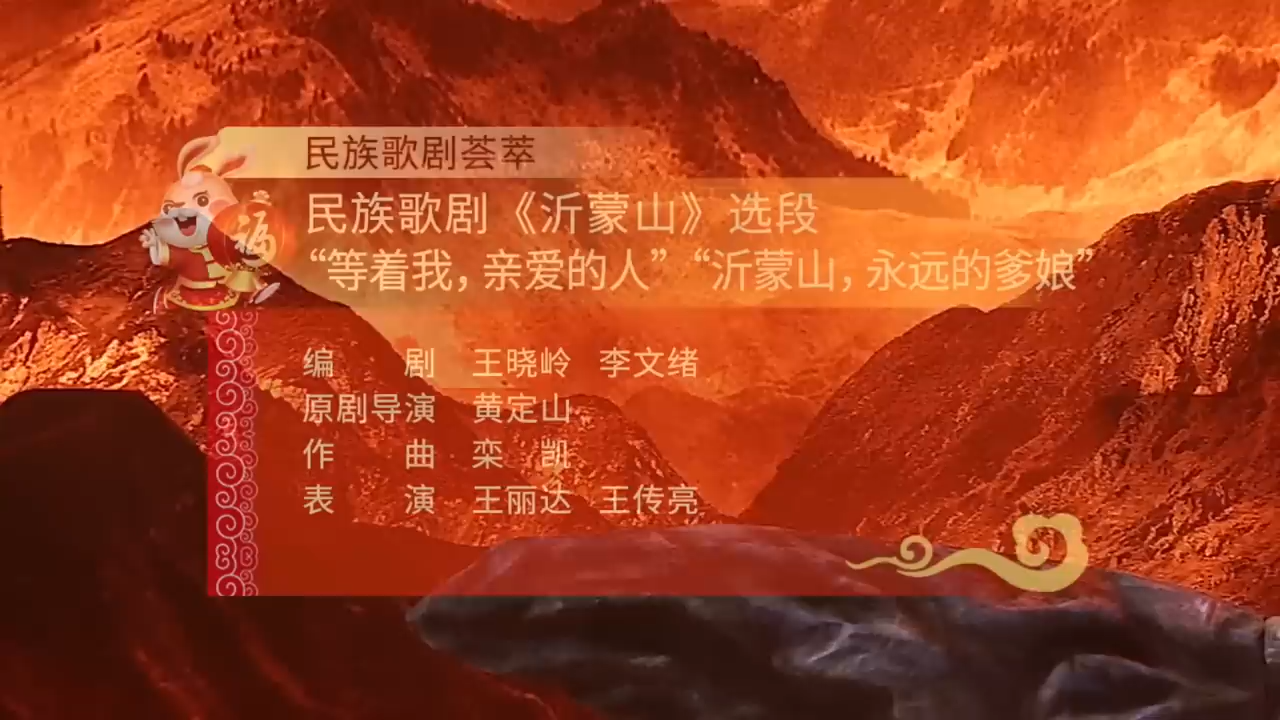 民族歌剧荟萃
民族歌剧《沂蒙山》选段
“等着我，亲爱的人”“沂蒙山，永远的爹娘”
福
编 剧 王晓岭 李文绪
原剧导演 黄定山
作 曲 栾 凯
表 演 王丽达 王传亮